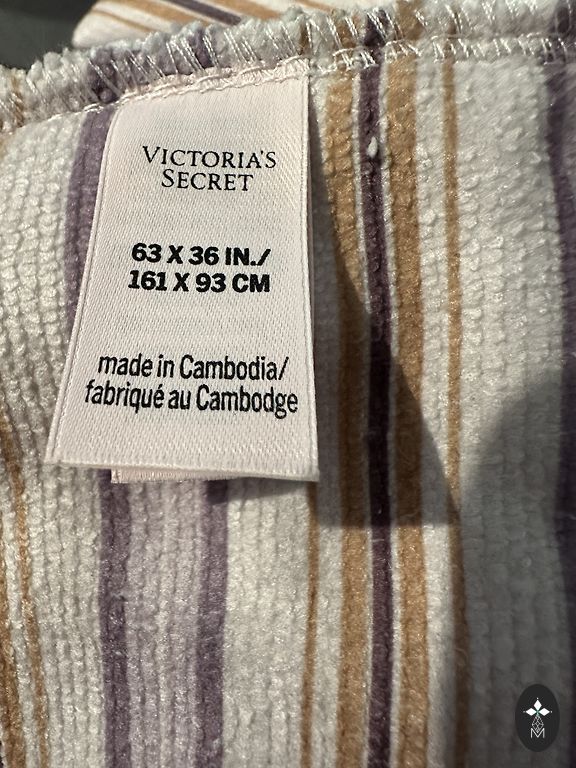 VICTORIA'S
SECRET
63 X 36 IN./
161 X 93 CM
made in Cambodia/
fabriqué au Cambodge
M